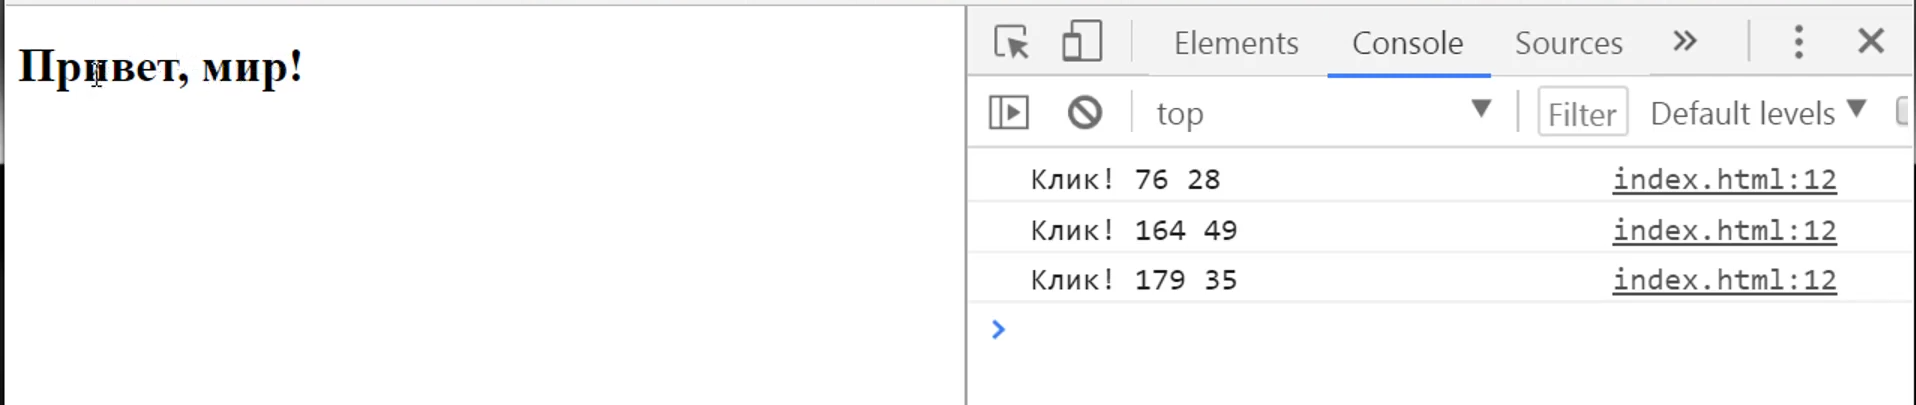 Привет, мир!
Elements Console Sources
top Filter Default levels
Клик! 76 28 index.html:12
Клик! 164 49 index.html:12
Клик! 179 35 index.html:12